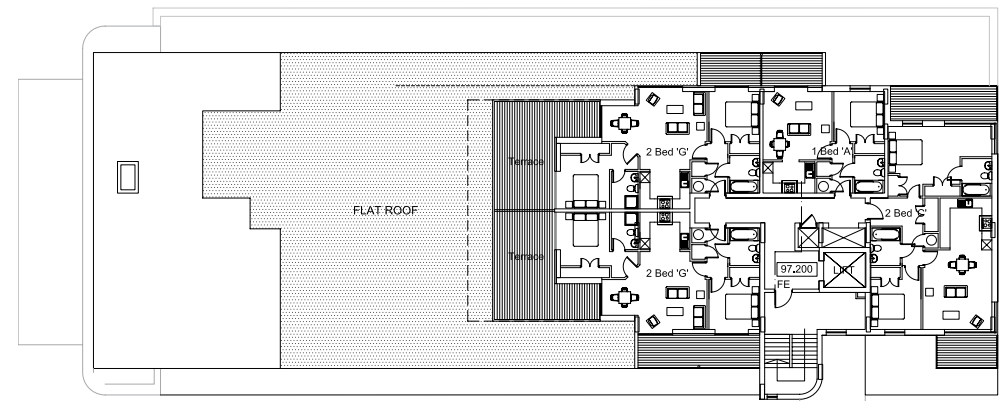 Terrace
2 Bed 'G'
1 Bed 'A'
FLAT ROOF
2 Bed 'C'
Terrace
2 Bed 'G'
97.200
LIFT
FE